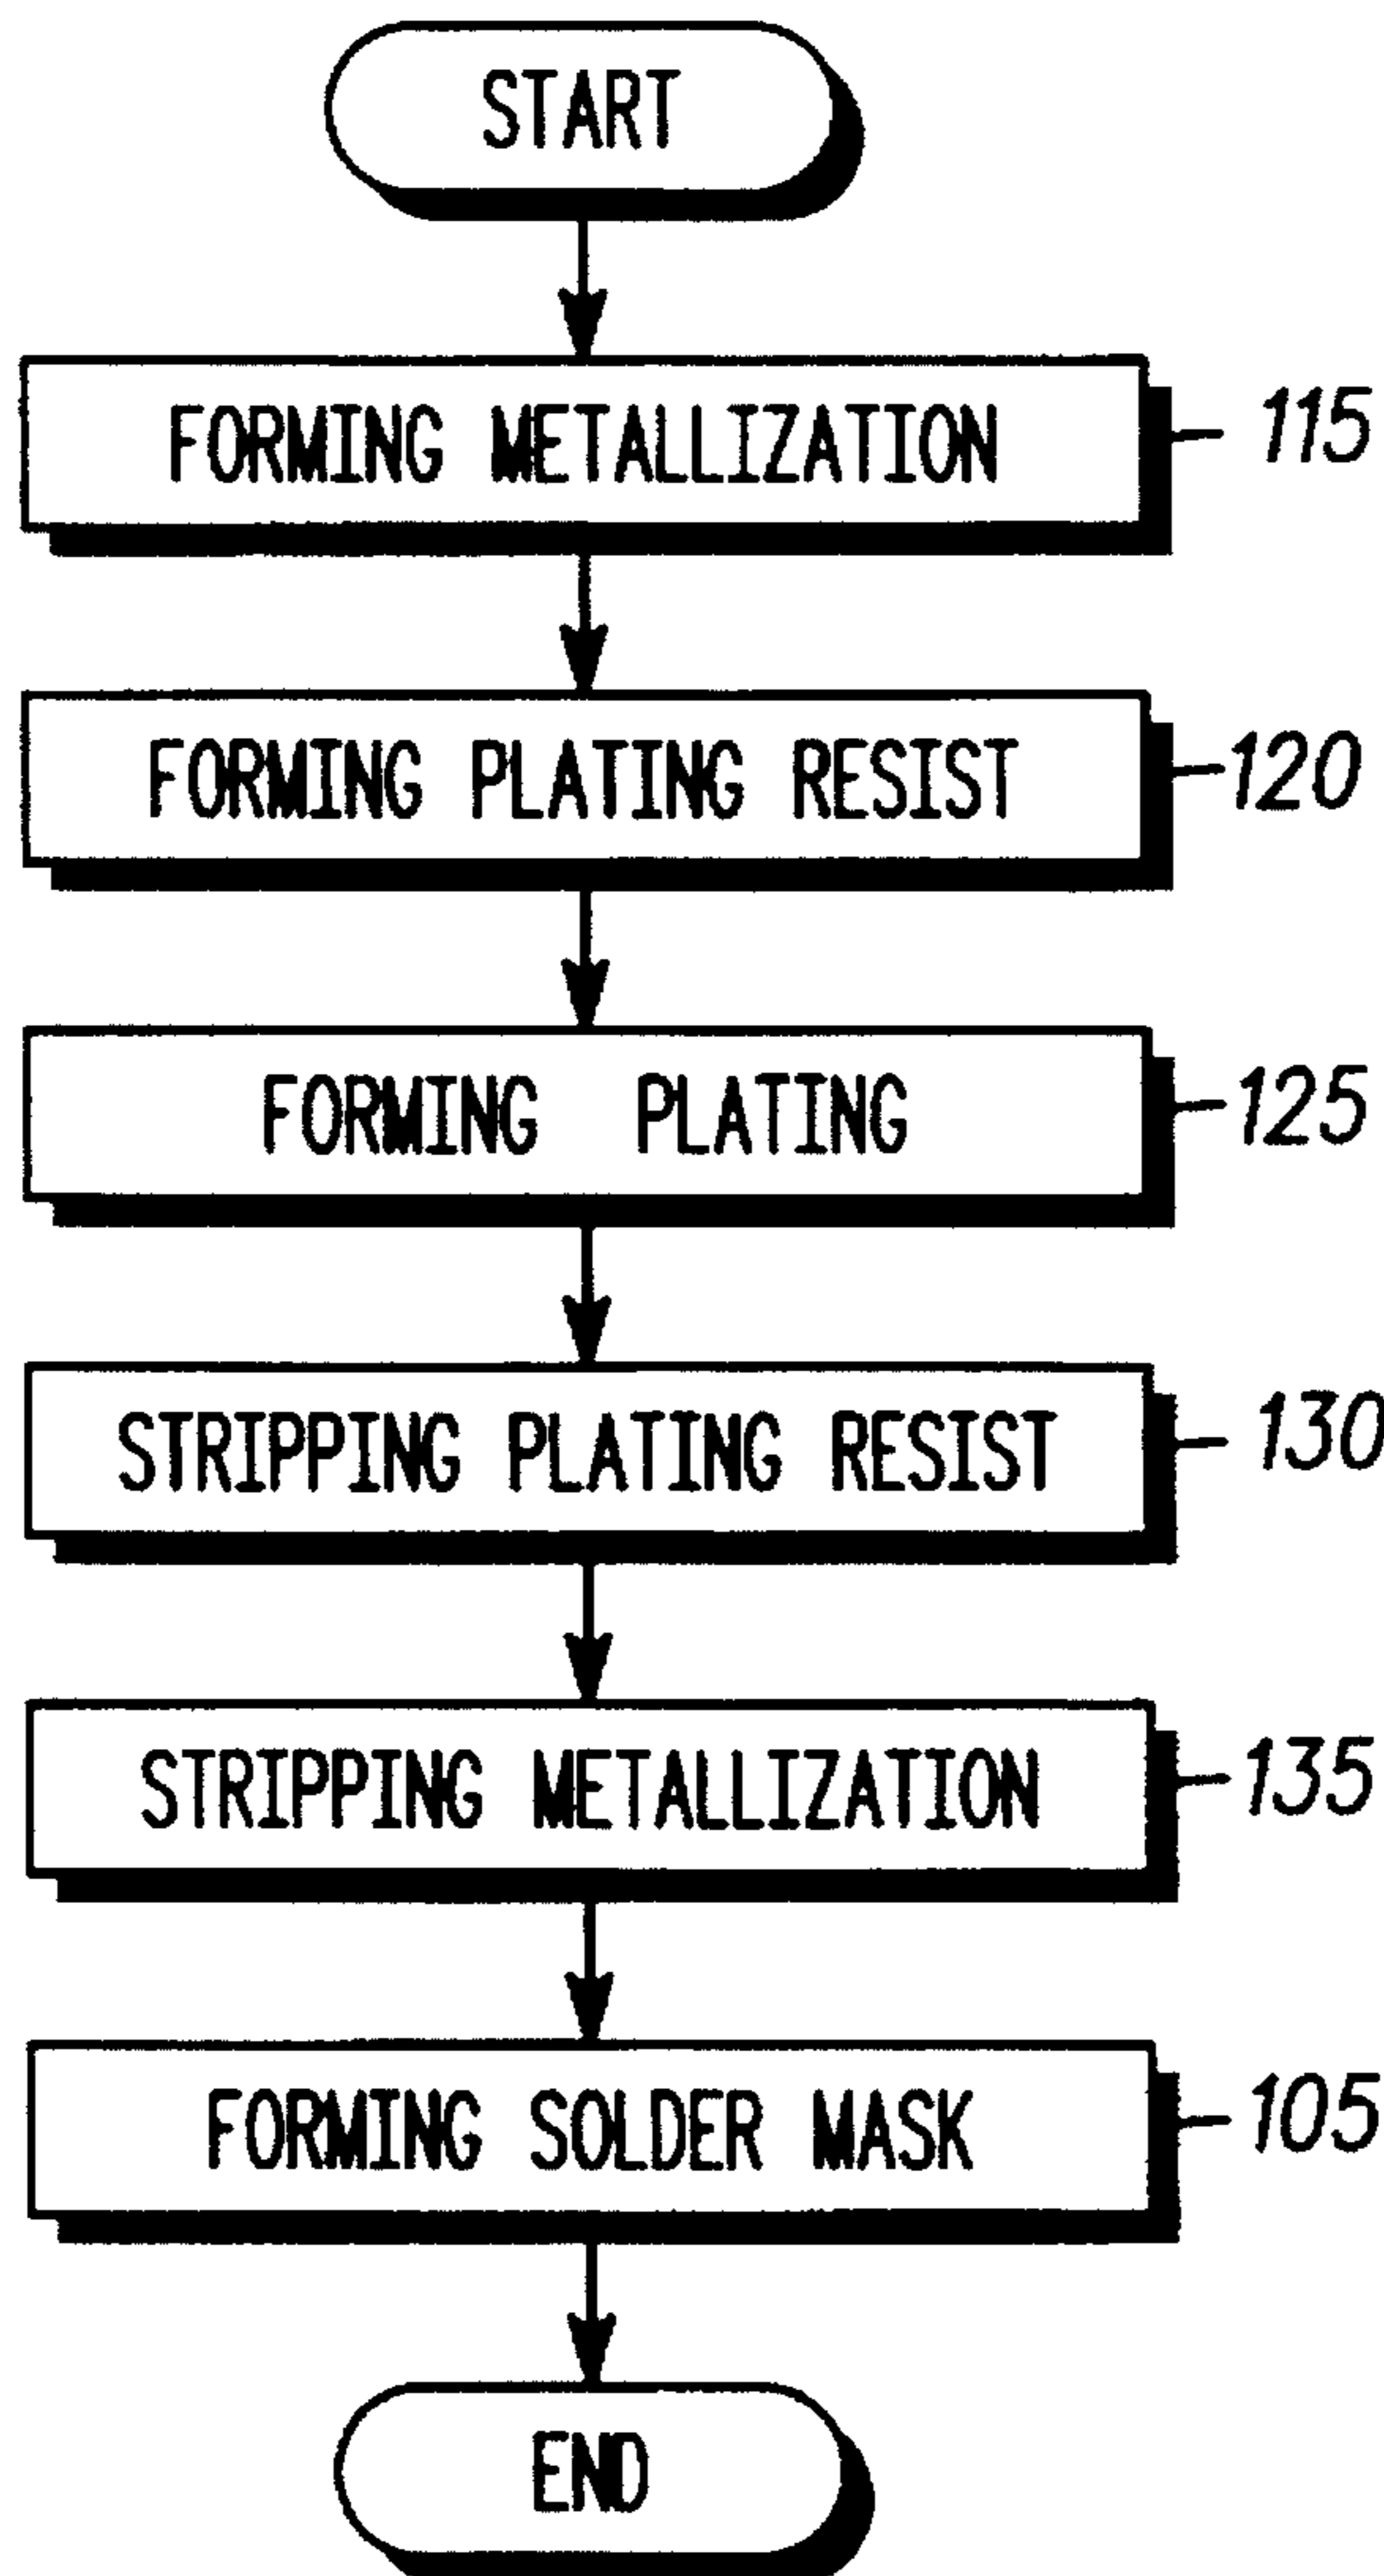 START
FORMING METALLIZATION 115
FORMING PLATING RESIST 120
FORMING PLATING 125
STRIPPING PLATING RESIST 130
STRIPPING METALLIZATION 135
FORMING SOLDER MASK 105
END